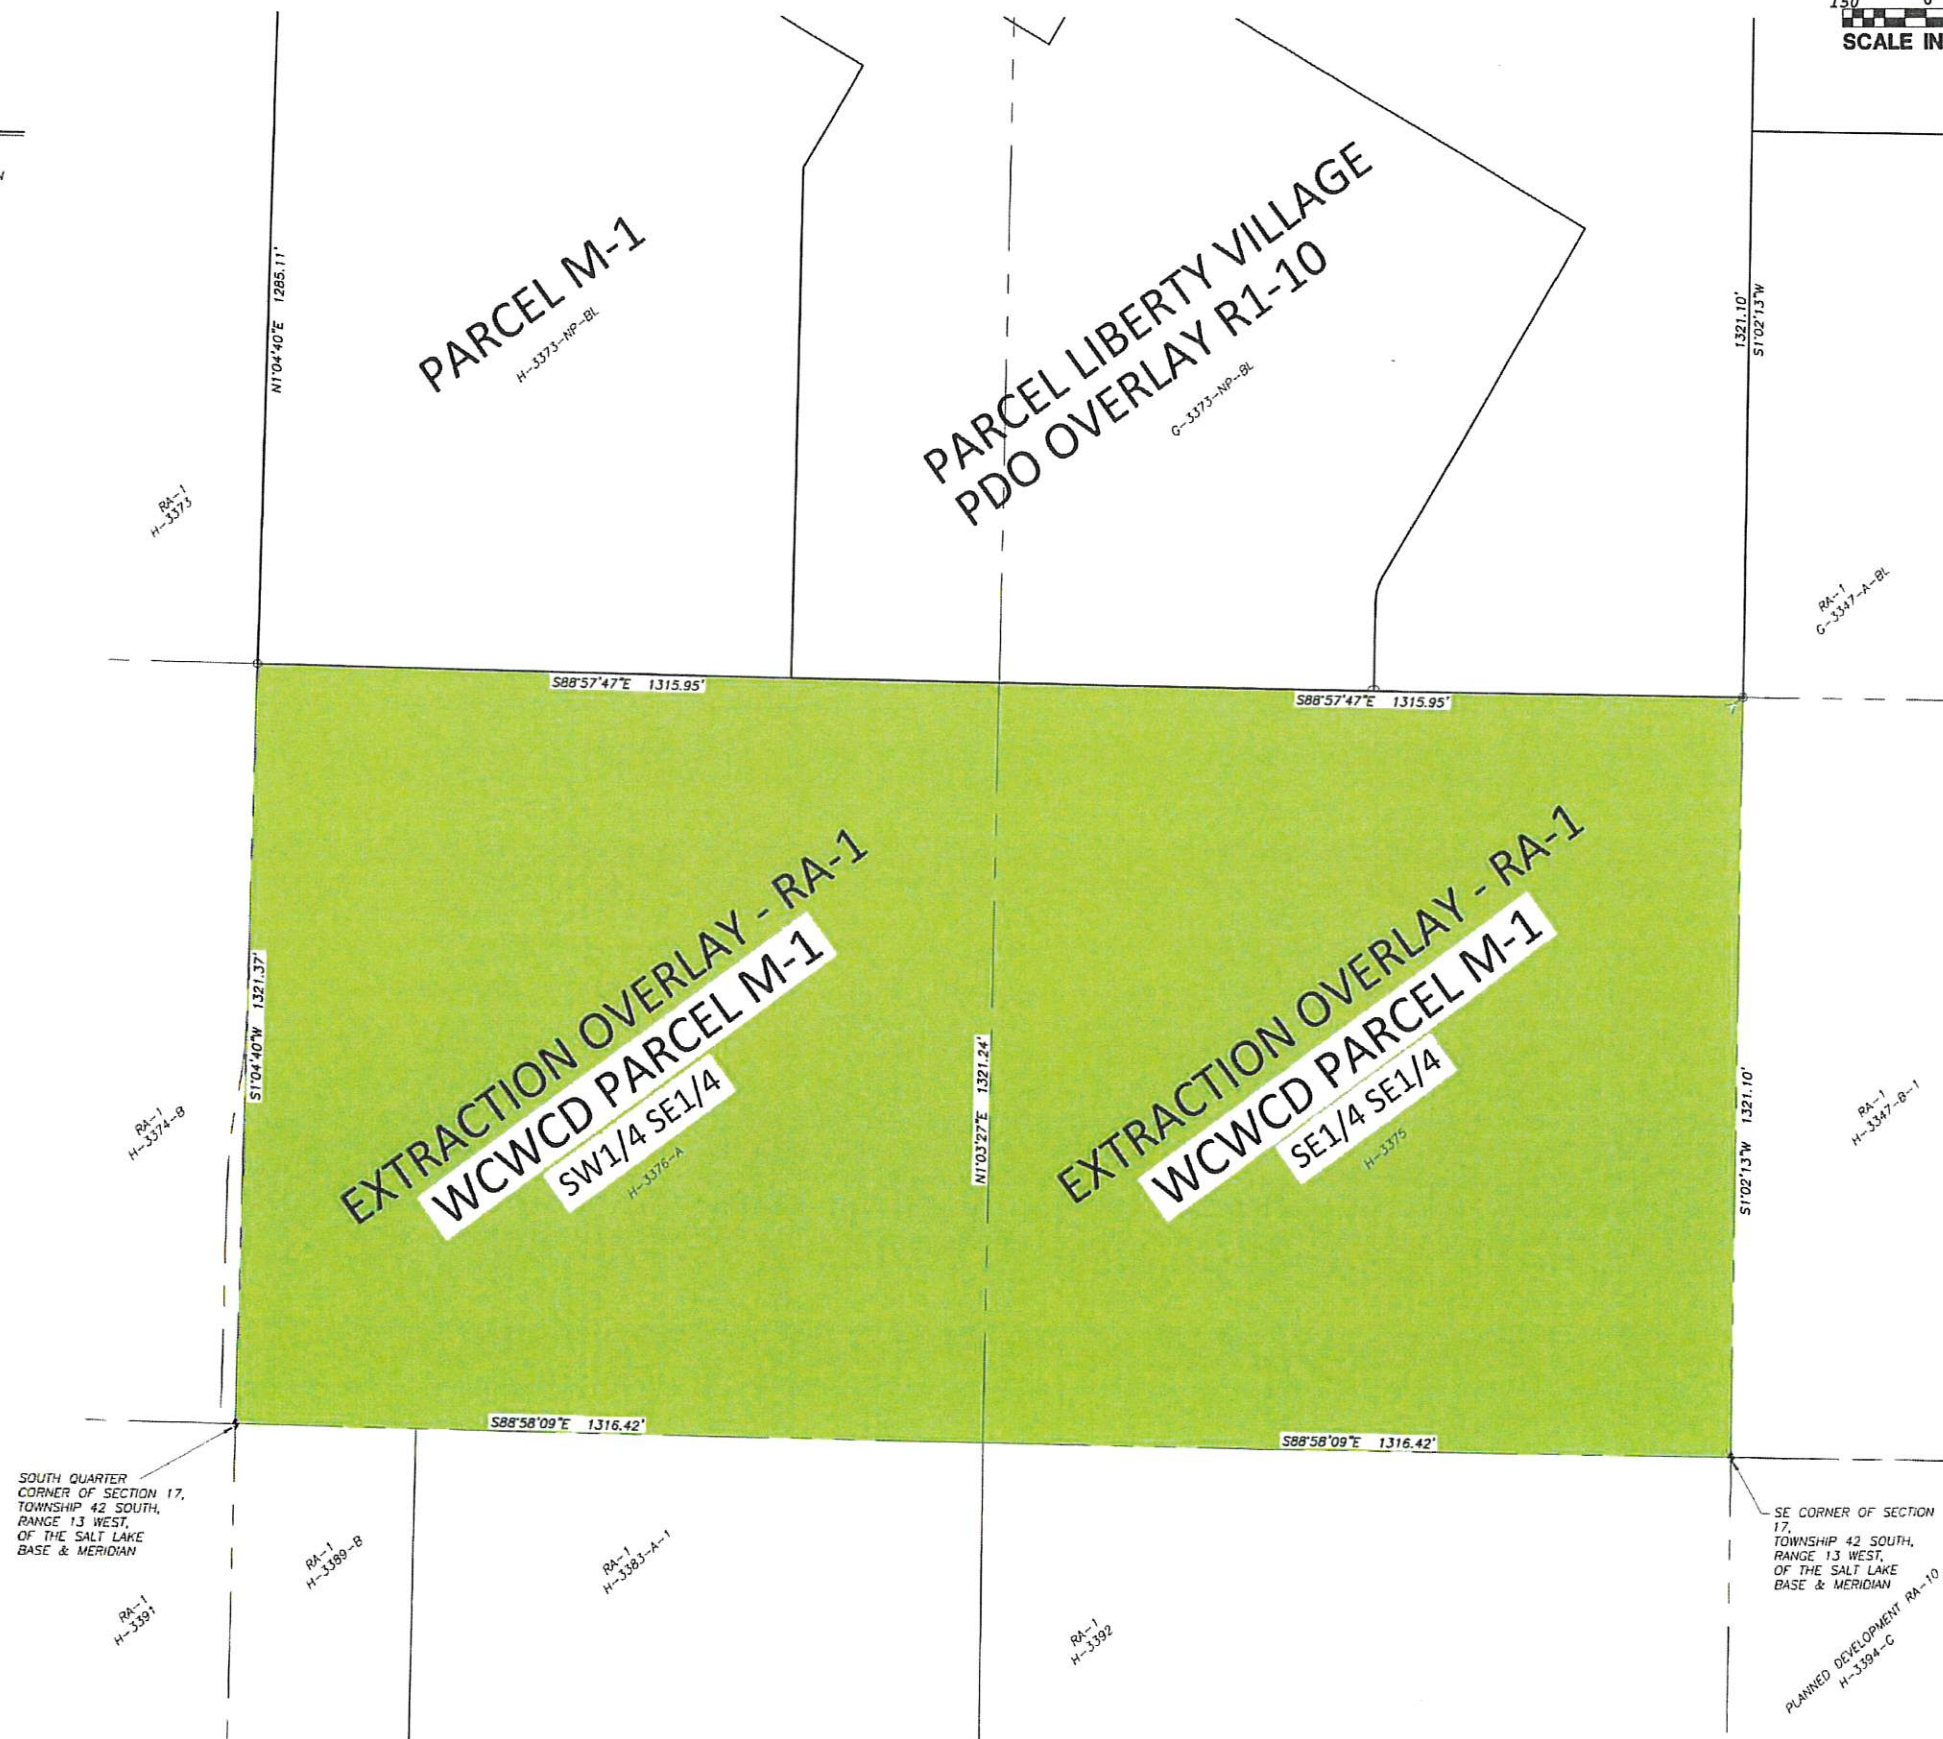 150 0
SCALE IN
N1°04'40"E 1285.11'
PARCEL M-1
H-3373-NP-BL
PARCEL LIBERTY VILLAGE
PDO OVERLAY R1-10
G-3373-NP-BL
1321.10'
S1°02'13"W
RA-1
H-3373
RA-1
G-3347-A-BL
S88°57'47"E 1315.95'
S88°57'47"E 1315.95'
S1°04'40"W 1321.37'
EXTRACTION OVERLAY - RA-1
WCWCD PARCEL M-1
SW1/4 SE1/4
H-3376-A
N1°03'27"E 1321.24'
EXTRACTION OVERLAY - RA-1
WCWCD PARCEL M-1
SE1/4 SE1/4
H-3375
S1°02'13"W 1321.10'
RA-1
H-3374-B
RA-1
H-3347-B-1
S88°58'09"E 1316.42'
S88°58'09"E 1316.42'
SOUTH QUARTER
CORNER OF SECTION 17,
TOWNSHIP 42 SOUTH,
RANGE 13 WEST,
OF THE SALT LAKE
BASE & MERIDIAN
SE CORNER OF SECTION
17,
TOWNSHIP 42 SOUTH,
RANGE 13 WEST,
OF THE SALT LAKE
BASE & MERIDIAN
RA-1
H-3391
RA-1
H-3389-B
RA-1
H-3383-A-1
RA-1
H-3392
PLANNED DEVELOPMENT RA-10
H-3394-C